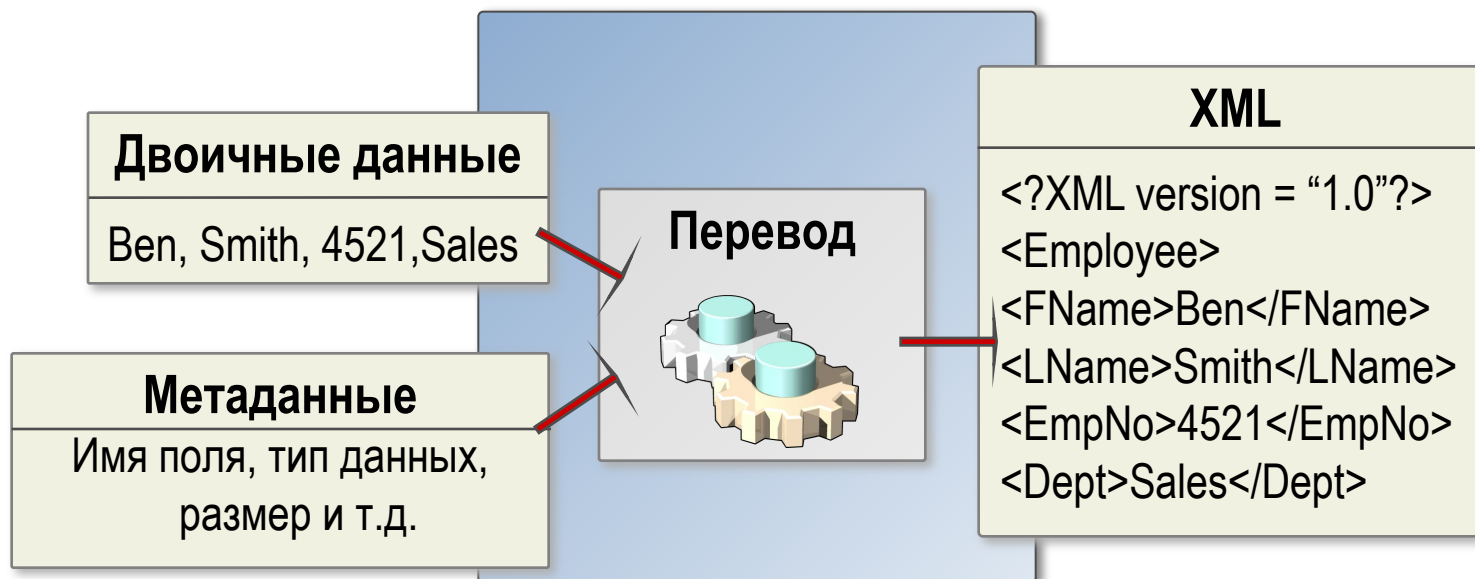 Двоичные данные
Ben, Smith, 4521,Sales
Метаданные
Имя поля, тип данных,
размер и т.д.
Перевод
XML
<?XML version = “1.0”?>
<Employee>
<FName>Ben</FName>
<LName>Smith</LName>
<EmpNo>4521</EmpNo>
<Dept>Sales</Dept>